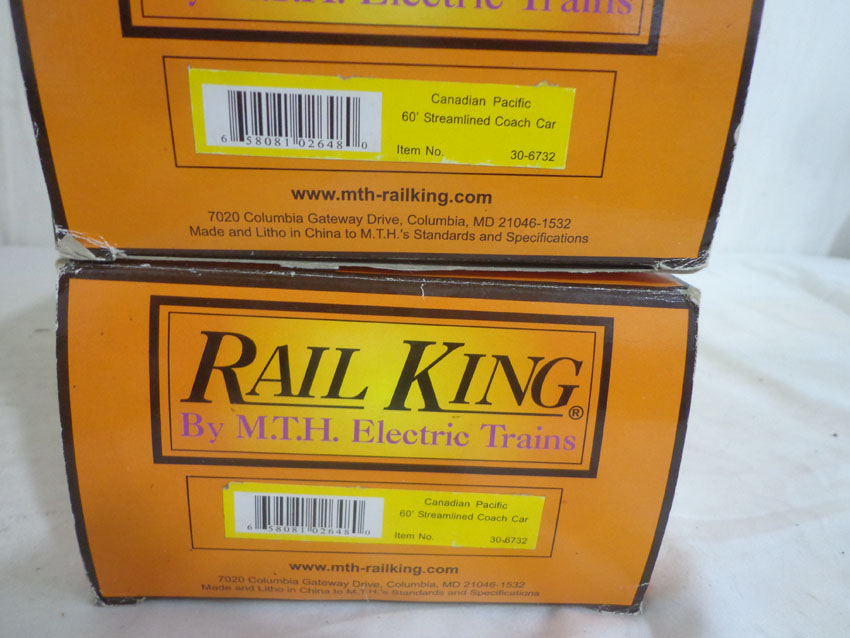 By M.T.H. Electric Trains
Canadian Pacific
60' Streamlined Coach Car
6 58081 02648 0
Item No. 30-6732
www.mth-railking.com
7020 Columbia Gateway Drive, Columbia, MD 21046-1532
Made and Litho in China to M.T.H.'s Standards and Specifications
RAIL KING®
By M.T.H. Electric Trains
Canadian Pacific
60' Streamlined Coach Car
6 58081 02648 0
Item No. 30-6732
www.mth-railking.com
7020 Columbia Gateway Drive, Columbia, MD 21046-1532
Made and Litho in China to M.T.H.'s Standards and Specifications